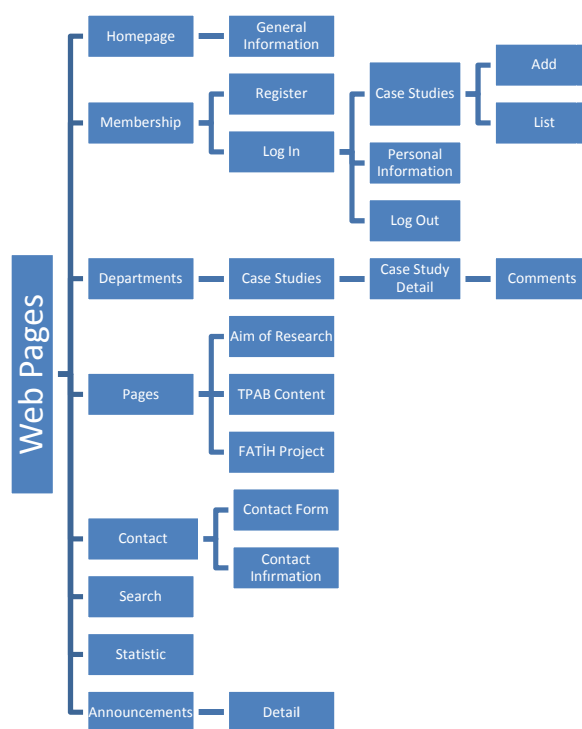 Web Pages
Homepage
General
Information
Membership
Register
Log In
Case Studies
Add
List
Personal
Information
Log Out
Departments
Case Studies
Case Study
Detail
Comments
Pages
Aim of Research
TPAB Content
FATİH Project
Contact
Contact Form
Contact
Infırmation
Search
Statistic
Announcements
Detail